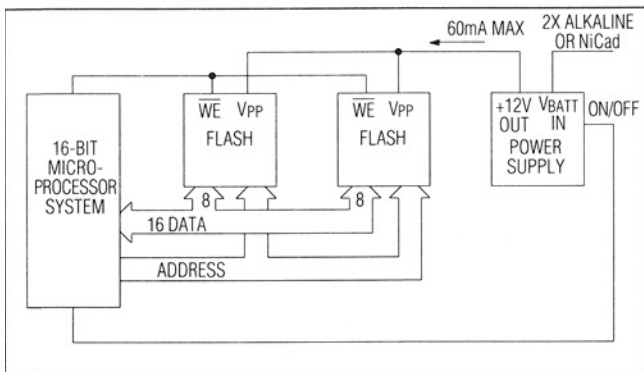 60mA MAX
2X ALKALINE
OR NiCad
16-BIT
MICRO-
PROCESSOR
SYSTEM
WE VPP
FLASH
WE VPP
FLASH
+12V VBATT
OUT IN
POWER
SUPPLY
ON/OFF
8
8
16 DATA
ADDRESS